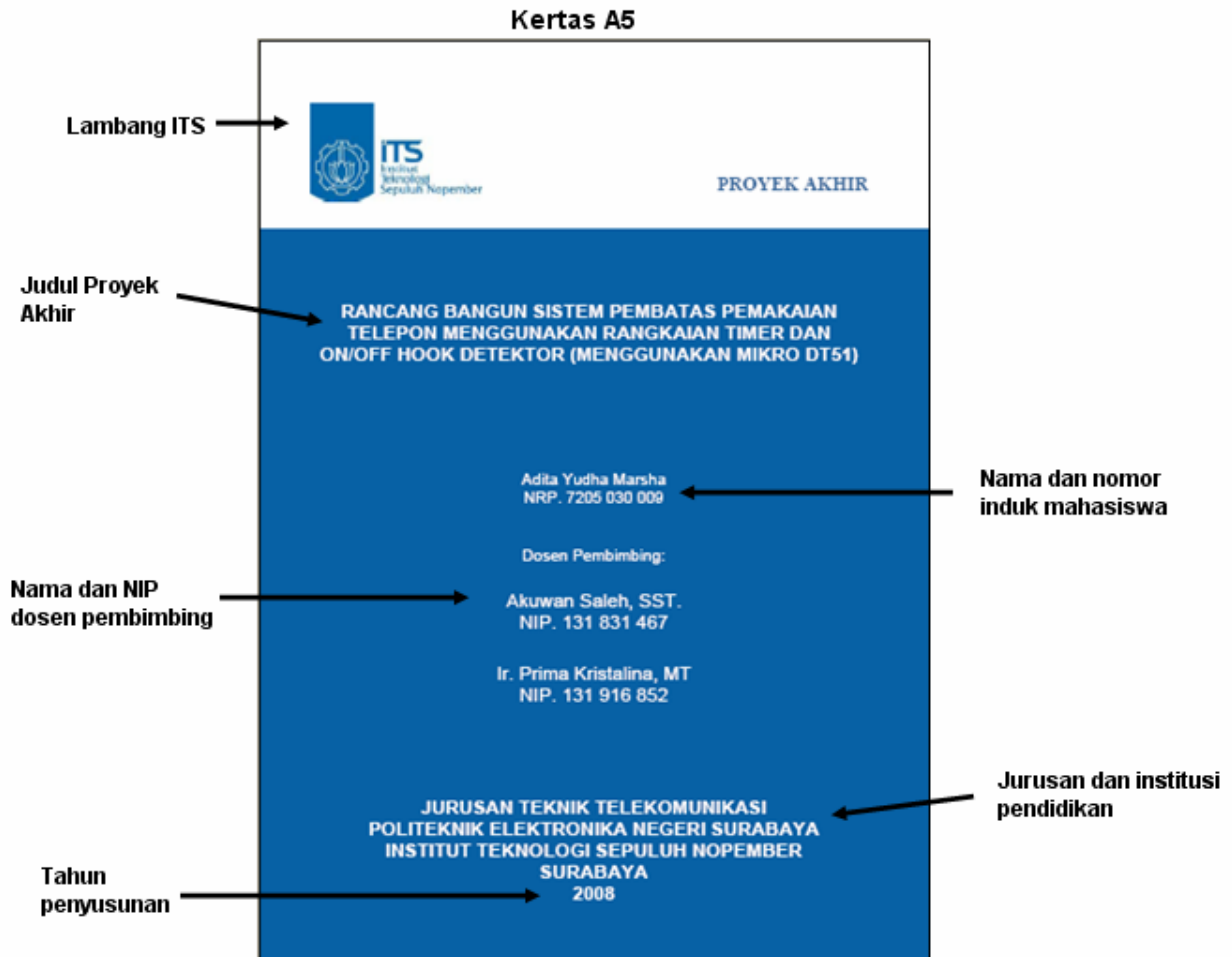 Kertas A5
Lambang ITS
iTS
Institut
Teknologi
Sepuluh Nopember
PROYEK AKHIR
Judul Proyek
Akhir
RANCANG BANGUN SISTEM PEMBATAS PEMAKAIAN
TELEPON MENGGUNAKAN RANGKAIAN TIMER DAN
ON/OFF HOOK DETEKTOR (MENGGUNAKAN MIKRO DT51)
Adita Yudha Marsha
NRP. 7205 030 009
Nama dan nomor
induk mahasiswa
Dosen Pembimbing:
Nama dan NIP
dosen pembimbing
Akuwan Saleh, SST.
NIP. 131 831 467
Ir. Prima Kristalina, MT
NIP. 131 916 852
Jurusan dan institusi
pendidikan
JURUSAN TEKNIK TELEKOMUNIKASI
POLITEKNIK ELEKTRONIKA NEGERI SURABAYA
INSTITUT TEKNOLOGI SEPULUH NOPEMBER
SURABAYA
2008
Tahun
penyusunan